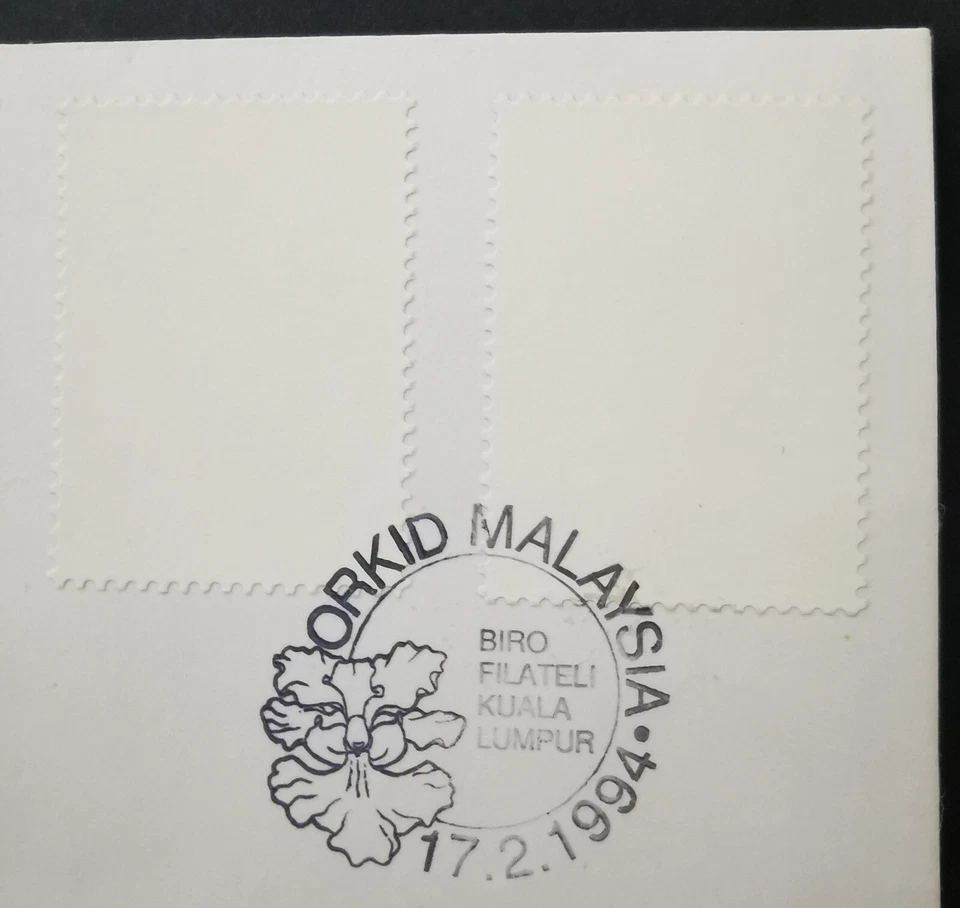 ORKID MALAYSIA •
BIRO
FILATELI
KUALA
LUMPUR
17.2.1994